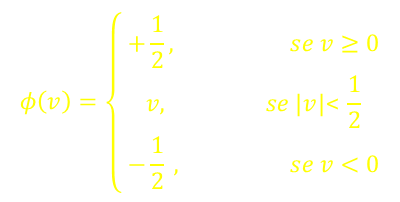 +1/2, se v ≥ 0
ϕ(v) = { v, se |v|< 1/2
-1/2 , se v < 0